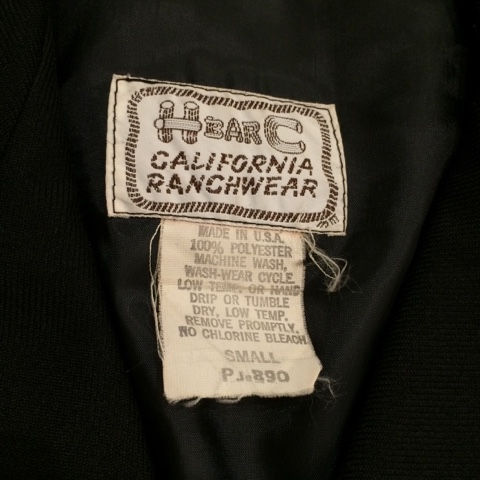 H BAR C
CALIFORNIA
RANCHWEAR
MADE IN U.S.A.
100% POLYESTER
MACHINE WASH,
WASH-WEAR CYCLE.
LOW TEMP. OR HAND
DRIP OR TUMBLE
DRY, LOW TEMP.
REMOVE PROMPTLY.
NO CHLORINE BLEACH
SMALL
PJ-890